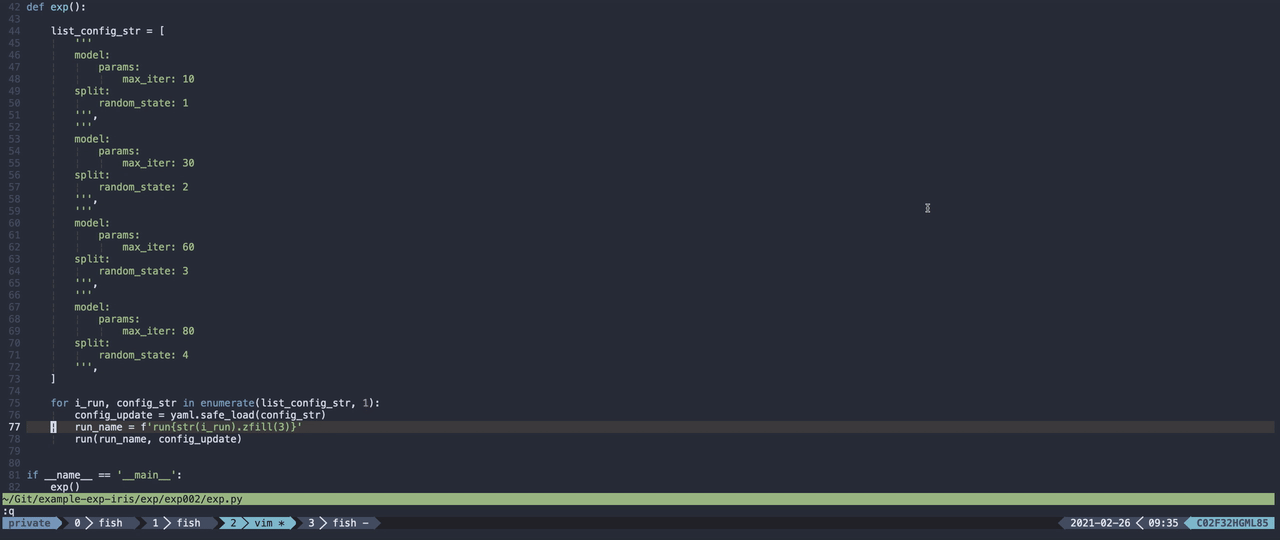 42 def exp():
43
44     list_config_str = [
45         '''
46         model:
47             params:
48                 max_iter: 10
49         split:
50             random_state: 1
51         ''',
52         '''
53         model:
54             params:
55                 max_iter: 30
56         split:
57             random_state: 2
58         ''',
59         '''
60         model:
61             params:
62                 max_iter: 60
63         split:
64             random_state: 3
65         ''',
66         '''
67         model:
68             params:
69                 max_iter: 80
70         split:
71             random_state: 4
72         ''',
73     ]
74
75     for i_run, config_str in enumerate(list_config_str, 1):
76         config_update = yaml.safe_load(config_str)
77         run_name = f'run{str(i_run).zfill(3)}'
78         run(run_name, config_update)
79
80
81 if __name__ == '__main__':
82     exp()
~/Git/example-exp-iris/exp/exp002/exp.py
:q
private 0 fish 1 fish 2 vim * 3 fish - 2021-02-26 09:35 C02F32HGML85